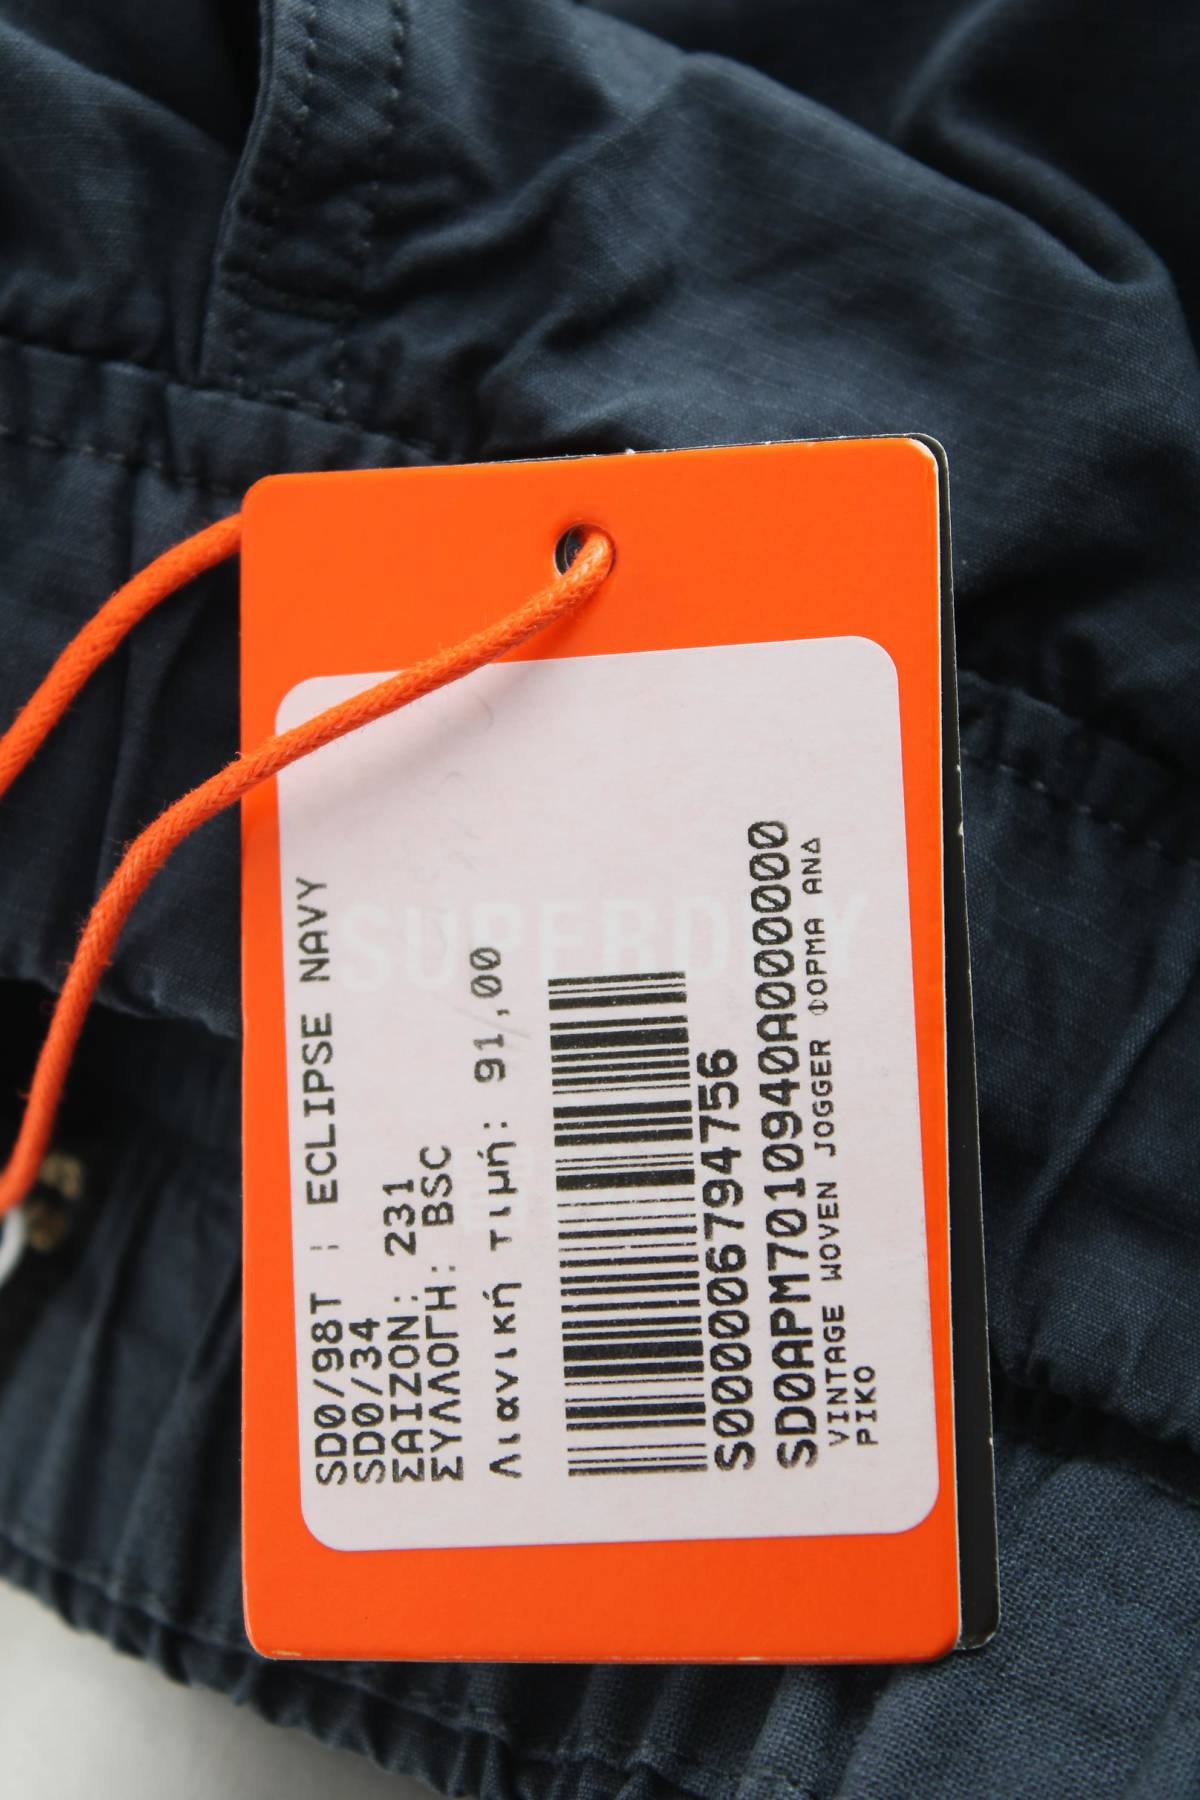 SD0/98T : ECLIPSE NAVY
SD0/34
ΣΑΙΖΟΝ: 231
ΣΥΛΛΟΓΗ: BSC
Λιανική τιμή: 91,00
SUPERDRY
S00006794756
SD0APM7010940A000000
VINTAGE WOVEN JOGGER ΦΟΡΜΑ ΑΝΔ
ΡΙΚΟ